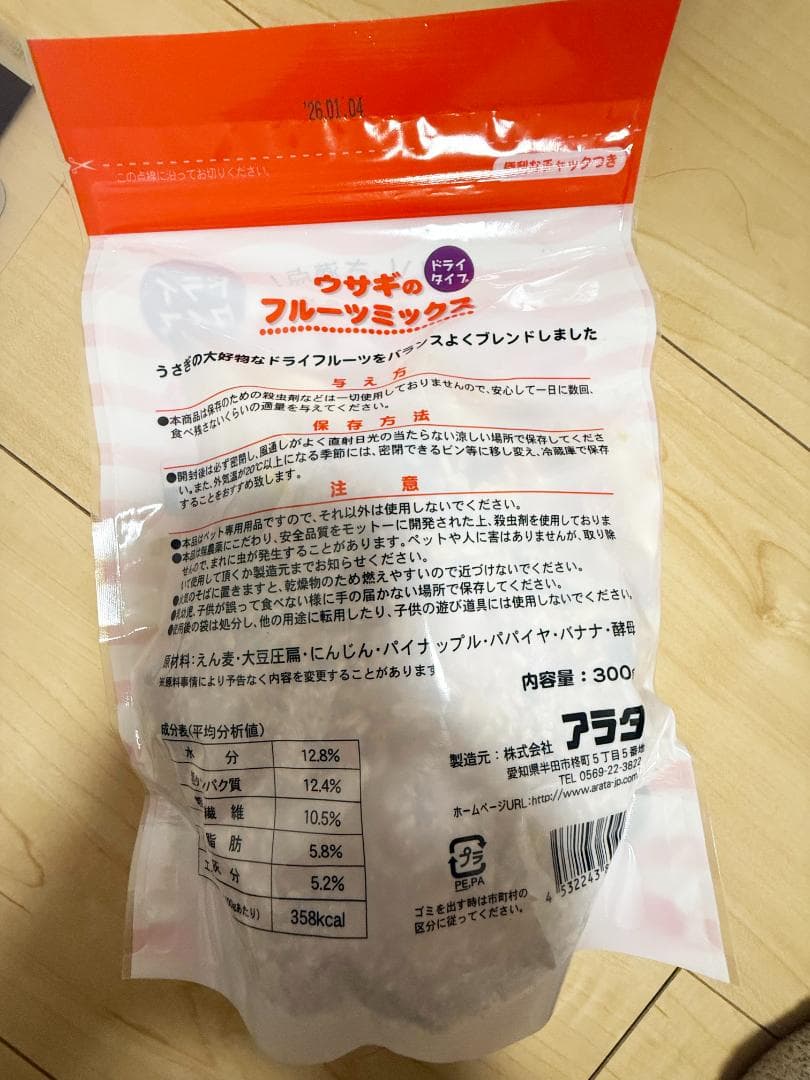 '26.01.04
この点線に沿ってお切りください。
便利なチャックつき
ドライ
タイプ
ウサギの
フルーツミックス
うさぎの大好物なドライフルーツをバランスよくブレンドしました
与え方
●本商品は保存のための殺虫剤などは一切使用しておりませんので、安心して一日に数回、
食べ残さないくらいの適量を与えてください。
保存方法
●開封後は必ず密閉し、風通しがよく直射日光の当たらない涼しい場所で保存してくださ
い。また、外気温が20℃以上になる季節には、密閉できるビン等に移し変え、冷蔵庫で保存
することをおすすめ致します。
注意
●本品はペット専用用品ですので、それ以外は使用しないでください。
●本品は無農薬にこだわり、安全品質をモットーに開発された上、殺虫剤を使用しておりま
せんので、まれに虫が発生することがあります。ペットや人に害はありませんが、取り除
いて使用して頂くか製造元までお知らせください。
●火気のそばに置きますと、乾燥物のため燃えやすいので近づけないでください。
●乳幼児、子供が誤って食べない様に手の届かない場所で保存してください。
●使用後の袋は処分し、他の用途に転用したり、子供の遊び道具には使用しないでください。
原材料：えん麦・大豆圧扁・にんじん・パイナップル・パパイヤ・バナナ・酵母
※原料事情により予告なく内容を変更することがあります
内容量：300g
成分表(平均分析値)
水分 12.8%
タンパク質 12.4%
繊維 10.5%
脂肪 5.8%
灰分 5.2%
100gあたり) 358kcal
製造元：株式会社 アラタ
愛知県半田市柊町5丁目5番地
TEL 0569-22-3822
ホームページURL：http://www.arata-jp.com
プラ
PE,PA
ゴミを出す時は市町村の
区分に従ってください。
4 532243